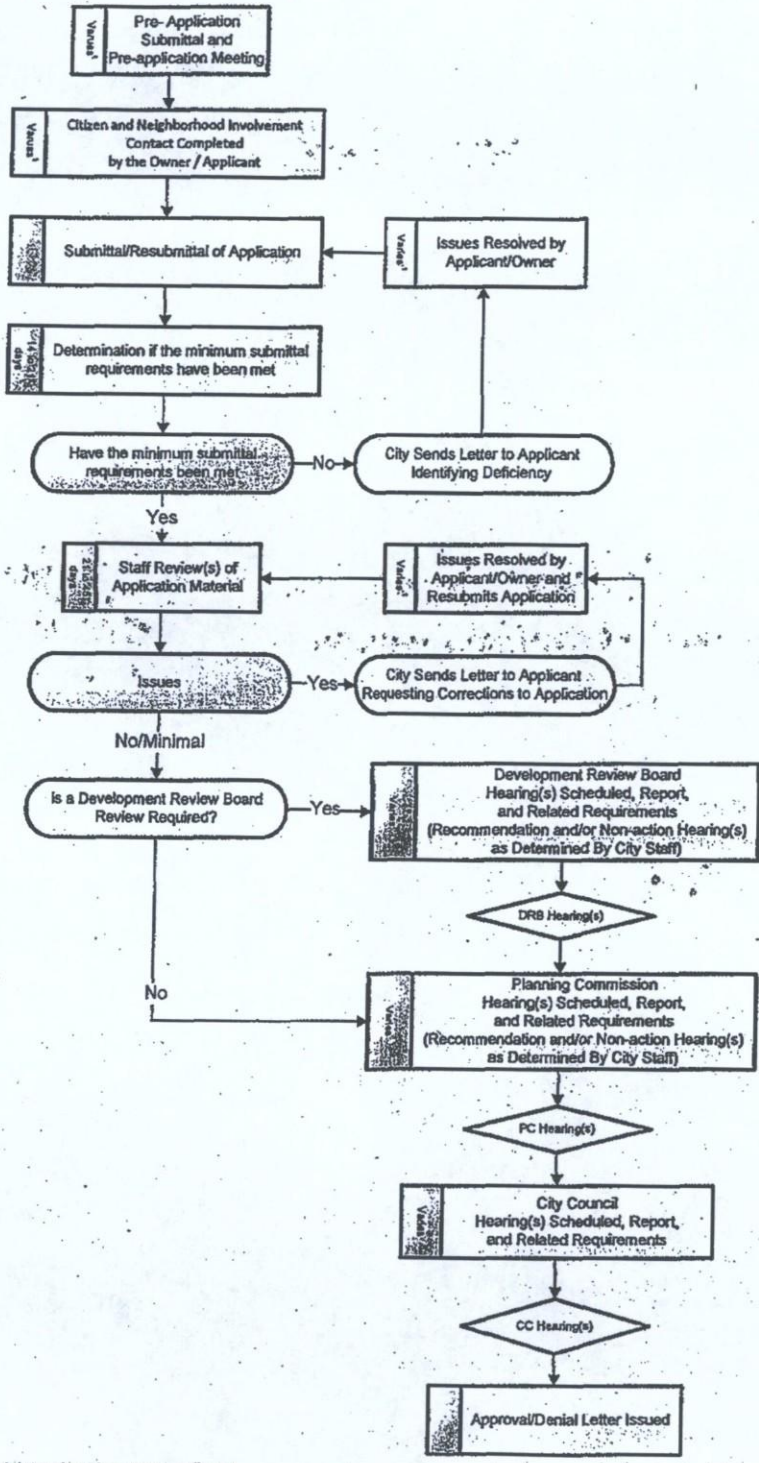 Pre- Application
Submittal and
Pre-application Meeting
Varies¹
Citizen and Neighborhood Involvement
Contact Completed
by the Owner / Applicant
Varies¹
Submittal/Resubmittal of Application
Issues Resolved by
Applicant/Owner
Varies¹
Determination if the minimum submittal
requirements have been met
days
Have the minimum submittal
requirements been met
No
City Sends Letter to Applicant
Identifying Deficiency
Yes
Staff Review(s) of
Application Material
days
Issues Resolved by
Applicant/Owner and
Resubmits Application
Issues
Yes
City Sends Letter to Applicant
Requesting Corrections to Application
No/Minimal
Is a Development Review Board
Review Required?
Yes
Development Review Board
Hearing(s) Scheduled, Report,
and Related Requirements
(Recommendation and/or Non-action Hearing(s)
as Determined By City Staff)
Varies
DRB Hearing(s)
No
Planning Commission
Hearing(s) Scheduled, Report,
and Related Requirements
(Recommendation and/or Non-action Hearing(s)
as Determined By City Staff)
Varies
PC Hearing(s)
City Council
Hearing(s) Scheduled, Report,
and Related Requirements
Varies
CC Hearing(s)
Approval/Denial Letter Issued